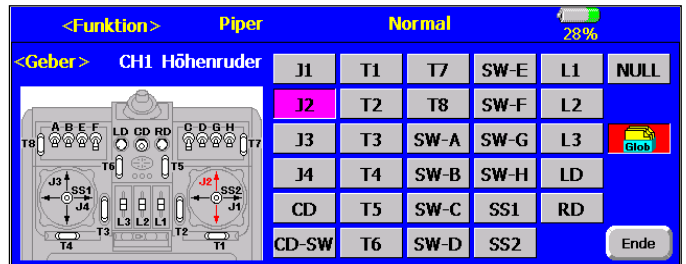 <Funktion> Piper Normal 28%
<Geber> CH1 Höhenruder
J1 T1 T7 SW-E L1 NULL
J2 T2 T8 SW-F L2
J3 T3 SW-A SW-G L3 Glob
J4 T4 SW-B SW-H LD
CD T5 SW-C SS1 RD
CD-SW T6 SW-D SS2 Ende
A B E F LD CD RD C D G H
T8 T7
T6 T5
J3 SS1 J4 J2 SS2 J1
L3 L2 L1
T3 T2
T4 T1